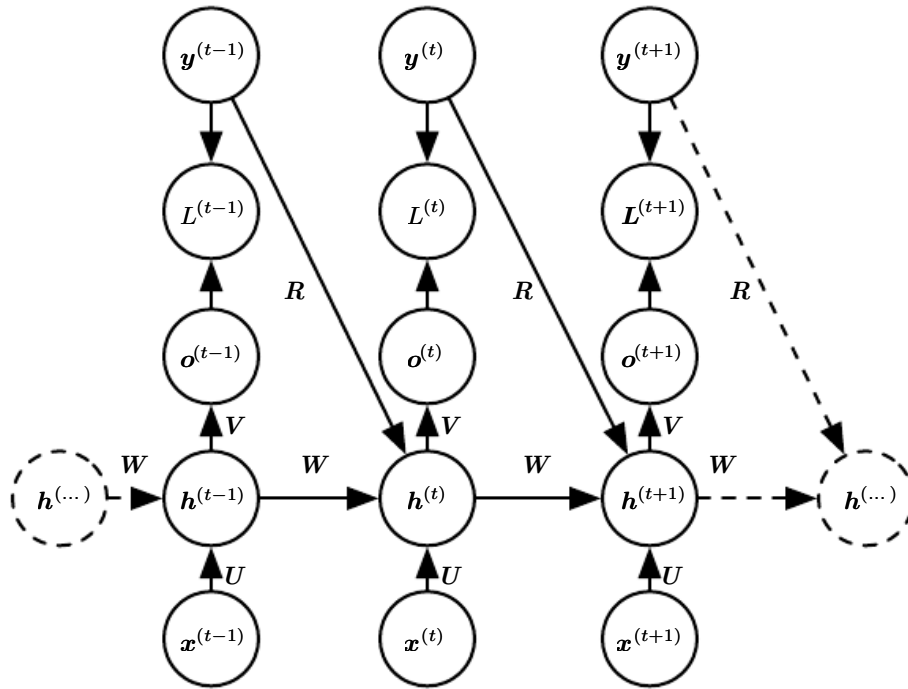 y^(t−1) y^(t) y^(t+1)
L^(t−1) L^(t) L^(t+1)
R R R
o^(t−1) o^(t) o^(t+1)
V V V
W W W W
h^(...) h^(t−1) h^(t) h^(t+1) h^(...)
U U U
x^(t−1) x^(t) x^(t+1)